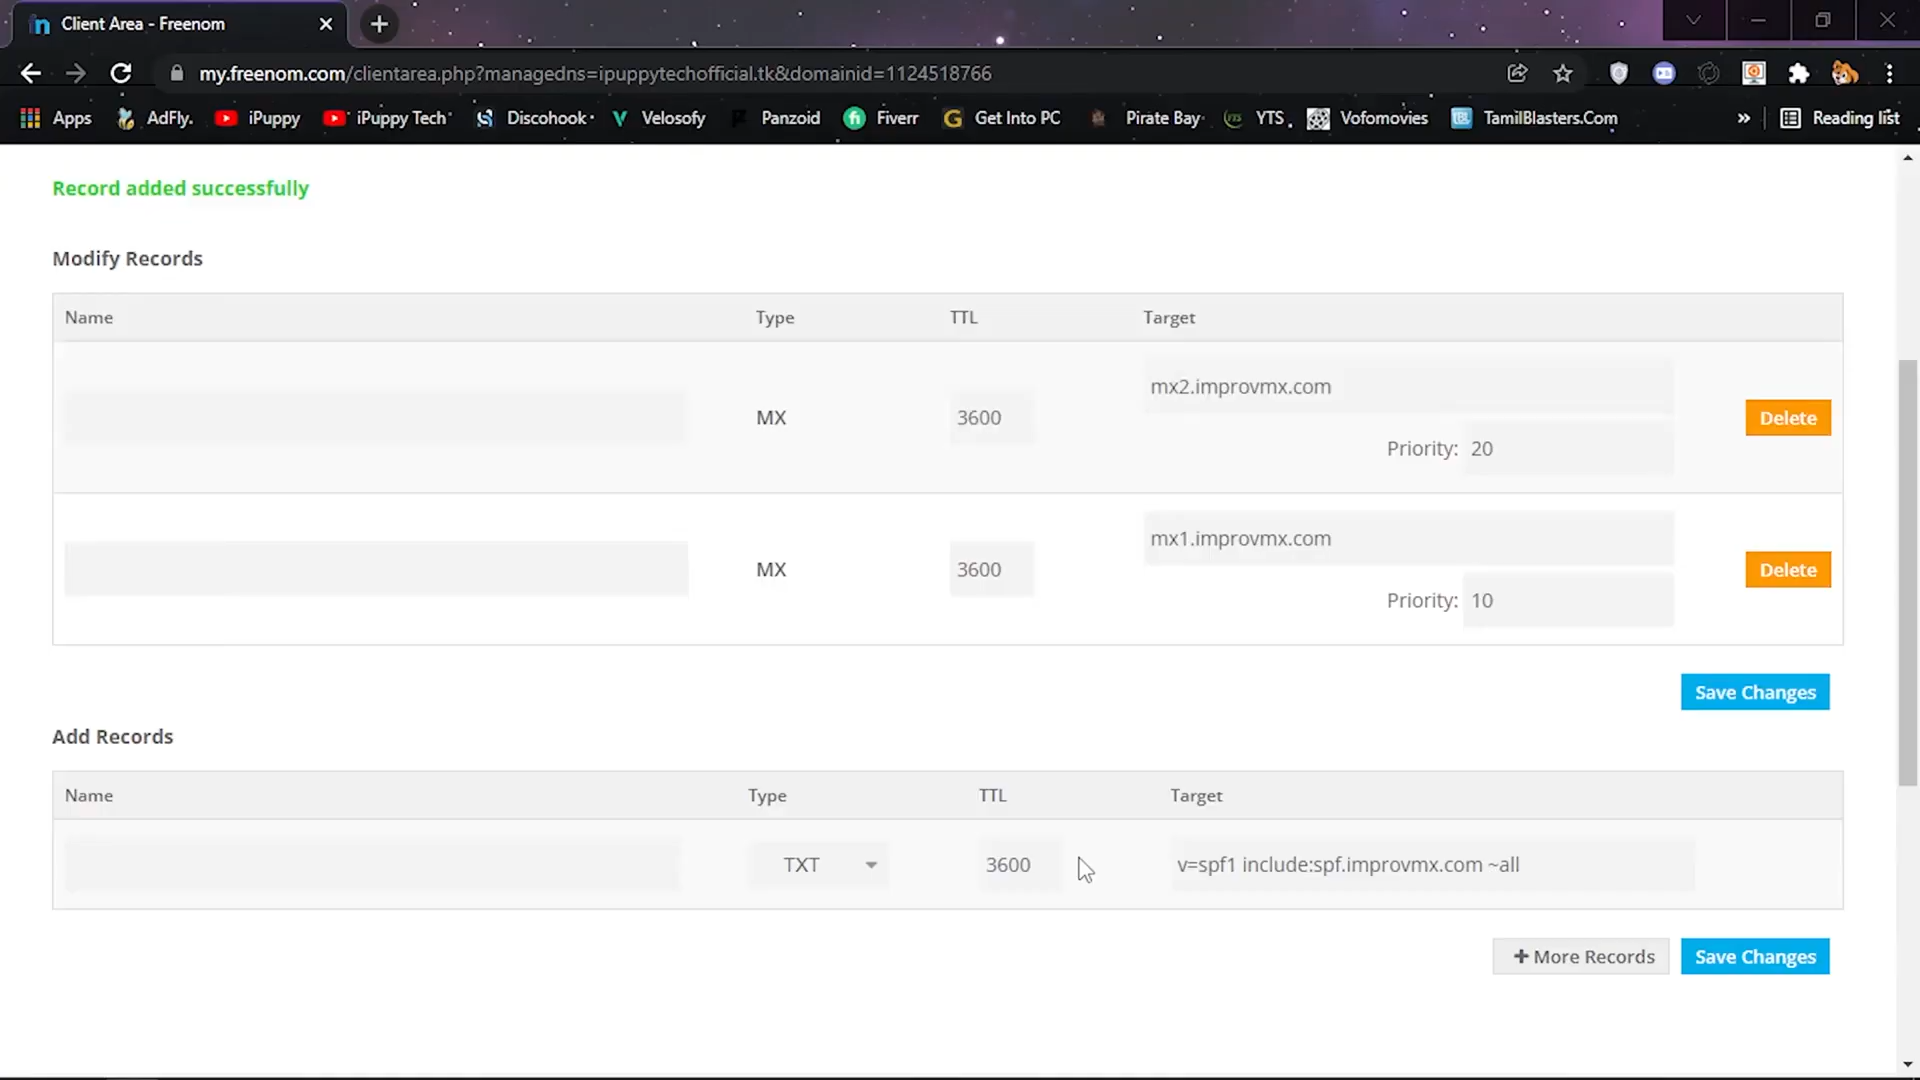 Client Area - Freenom
my.freenom.com/clientarea.php?managedns=ipuppytechofficial.tk&domainid=1124518766
Apps AdFly. iPuppy iPuppy Tech Discohook Velosofy Panzoid Fiverr Get Into PC Pirate Bay YTS Vofomovies TamilBlasters.Com » Reading list
Record added successfully
Modify Records
Name Type TTL Target
mx2.improvmx.com
MX 3600 Delete
Priority: 20
mx1.improvmx.com
MX 3600 Delete
Priority: 10
Save Changes
Add Records
Name Type TTL Target
TXT 3600 v=spf1 include:spf.improvmx.com ~all
+ More Records Save Changes